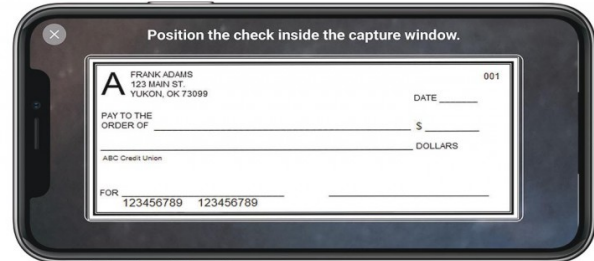 Position the check inside the capture window.
A
FRANK ADAMS
123 MAIN ST.
YUKON, OK 73099
001
DATE
PAY TO THE
ORDER OF
$
DOLLARS
ABC Credit Union
FOR
123456789 123456789